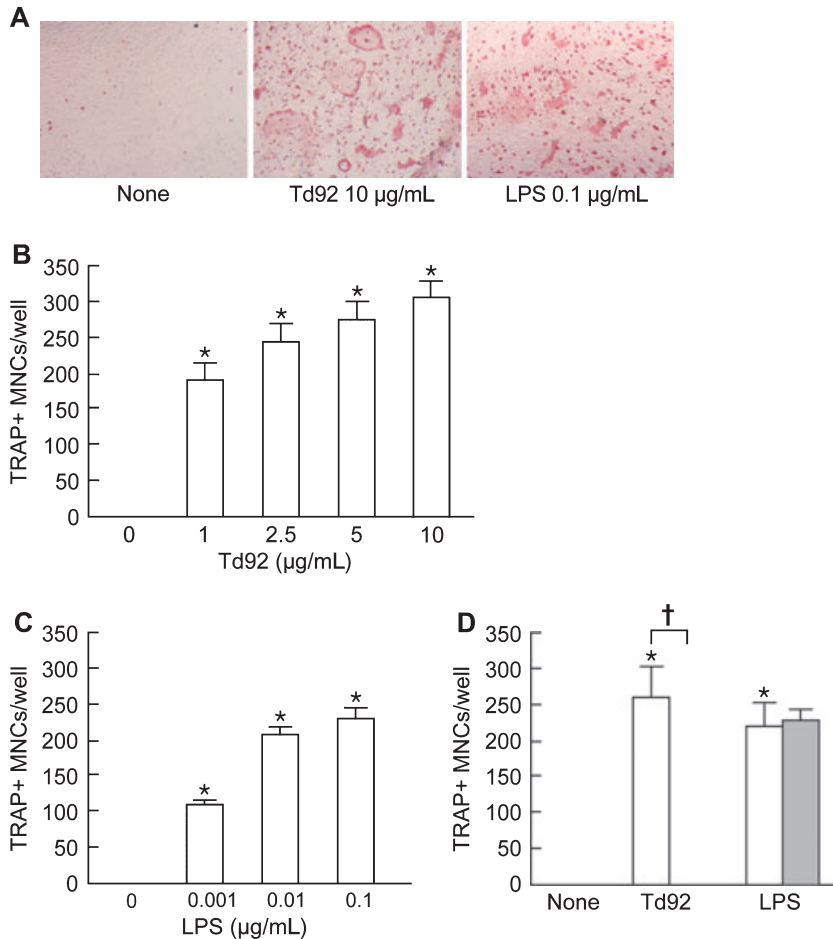 A
None Td92 10 µg/mL LPS 0.1 µg/mL
B
TRAP+ MNCs/well
350
300
250
200
150
100
50
0
* * * *
0 1 2.5 5 10
Td92 (µg/mL)
C
TRAP+ MNCs/well
350
300
250
200
150
100
50
0
* * *
0 0.001 0.01 0.1
LPS (µg/mL)
D
TRAP+ MNCs/well
350
300
250
200
150
100
50
0
†
* *
None Td92 LPS